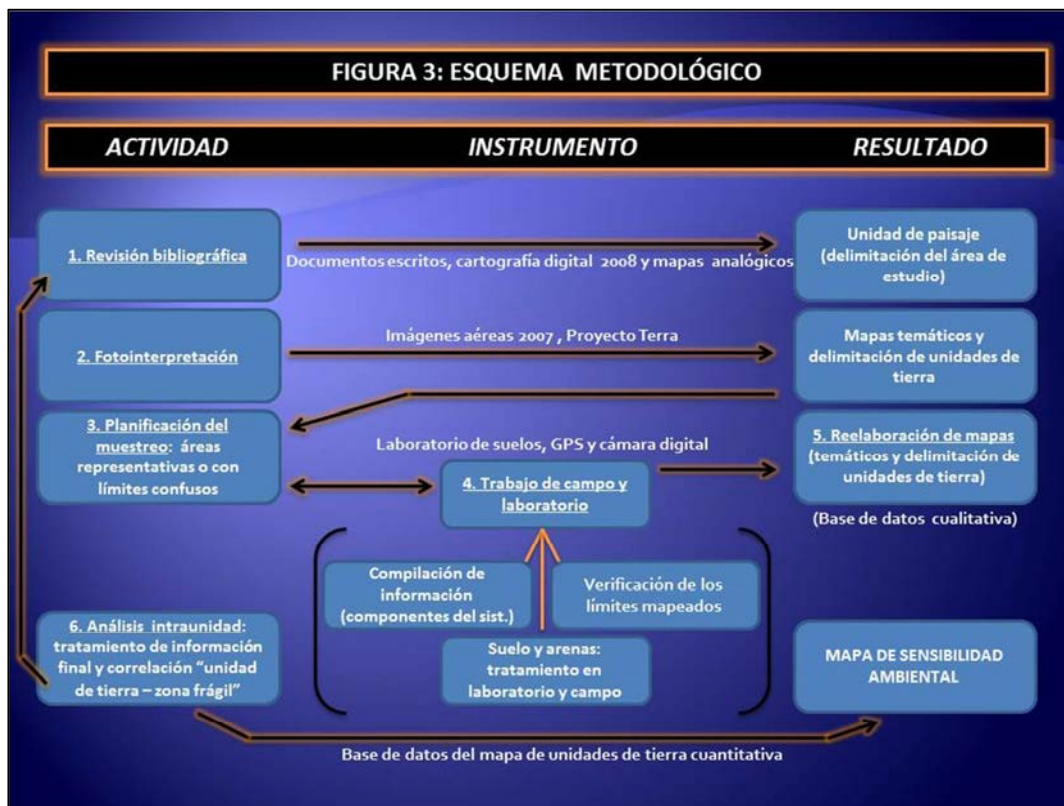 FIGURA 3: ESQUEMA METODOLÓGICO
ACTIVIDAD
INSTRUMENTO
RESULTADO
1. Revisión bibliográfica
Documentos escritos, cartografía digital 2008 y mapas analógicos
Unidad de paisaje
(delimitación del área de
estudio)
2. Fotointerpretación
Imágenes aéreas 2007 , Proyecto Terra
Mapas temáticos y
delimitación de unidades de
tierra
3. Planificación del
muestreo: áreas
representativas o con
límites confusos
Laboratorio de suelos, GPS y cámara digital
4. Trabajo de campo y
laboratorio
5. Reelaboración de mapas
(temáticos y delimitación de
unidades de tierra)
(Base de datos cualitativa)
Compilación de
información
(componentes del sist.)
Verificación de los
límites mapeados
Suelo y arenas:
tratamiento en
laboratorio y campo
6. Análisis intraunidad:
tratamiento de información
final y correlación "unidad
de tierra – zona frágil"
MAPA DE SENSIBILIDAD
AMBIENTAL
Base de datos del mapa de unidades de tierra cuantitativa